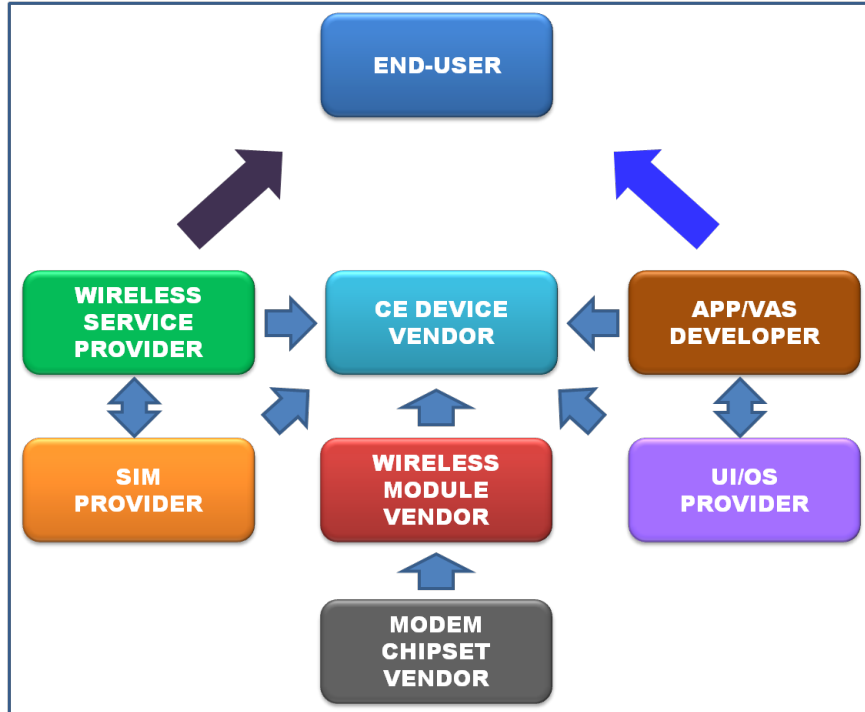 END-USER
WIRELESS
SERVICE
PROVIDER
CE DEVICE
VENDOR
APP/VAS
DEVELOPER
SIM
PROVIDER
WIRELESS
MODULE
VENDOR
UI/OS
PROVIDER
MODEM
CHIPSET
VENDOR